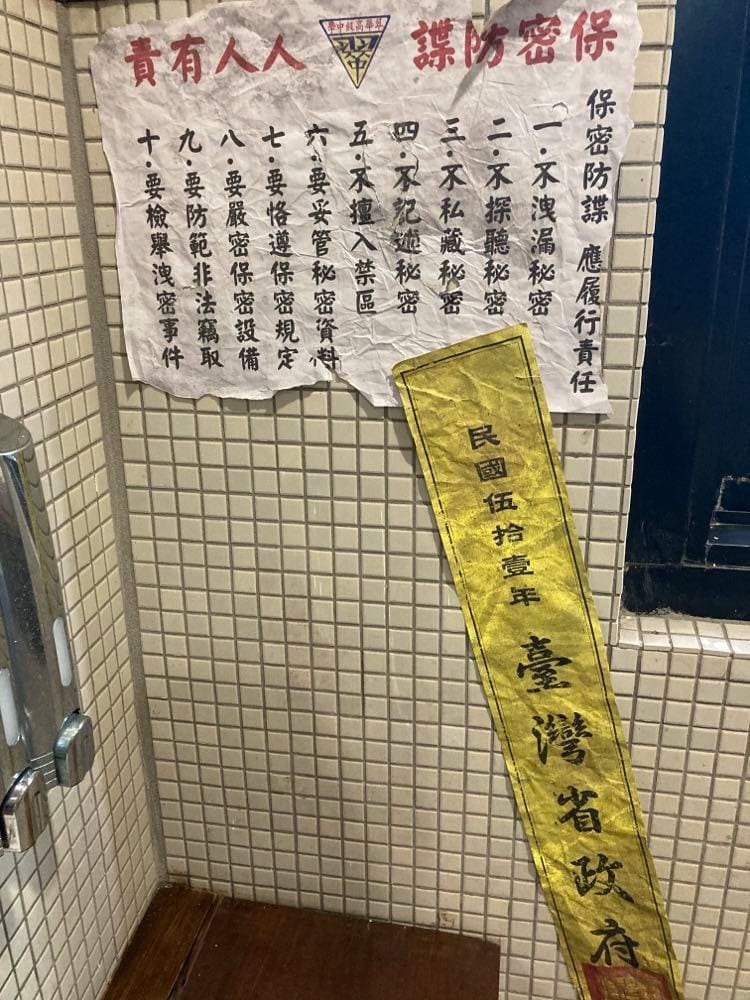 保密防諜 人人有責
保密防諜 應履行責任
一．不洩漏秘密
二．不探聽秘密
三．不私藏秘密
四．不記述秘密
五．不擅入禁區
六．要妥管秘密資料
七．要恪遵保密規定
八．要嚴密保密設備
九．要防範非法竊取
十．要檢舉洩密事件
民國伍拾壹年 臺灣省政府